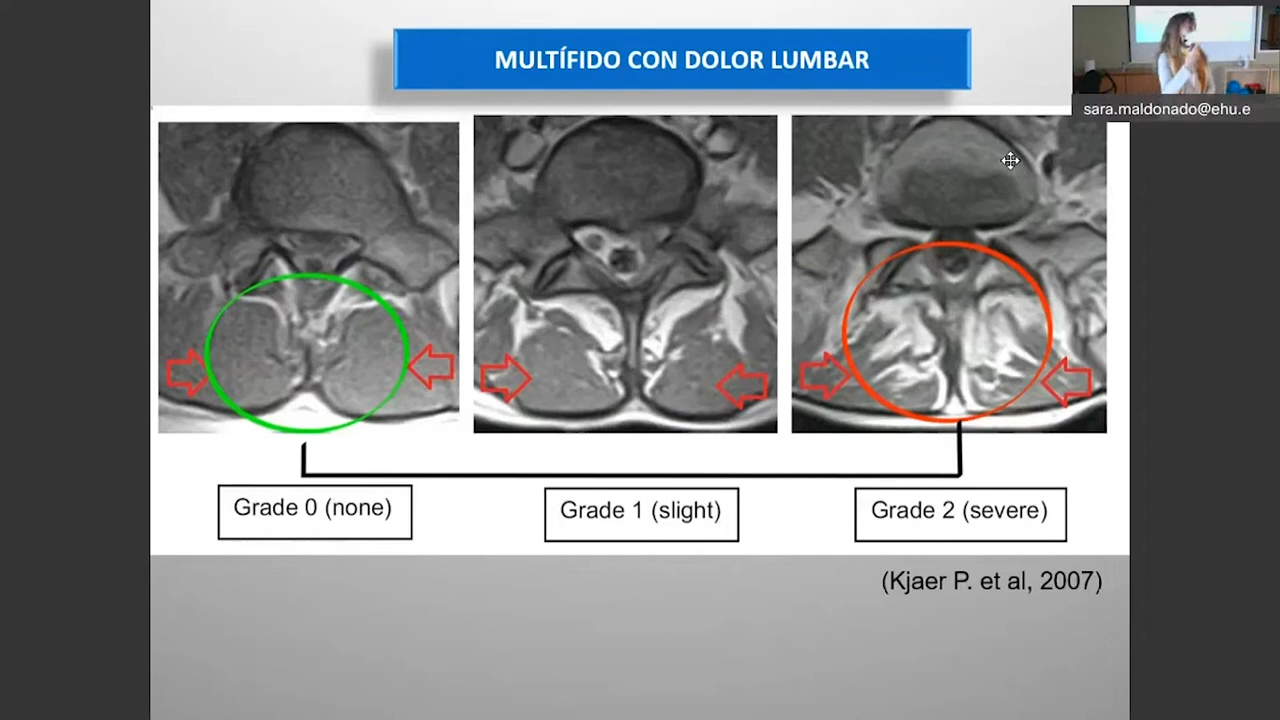 MULTÍFIDO CON DOLOR LUMBAR
sara.maldonado@ehu.e
Grade 0 (none)
Grade 1 (slight)
Grade 2 (severe)
(Kjaer P. et al, 2007)